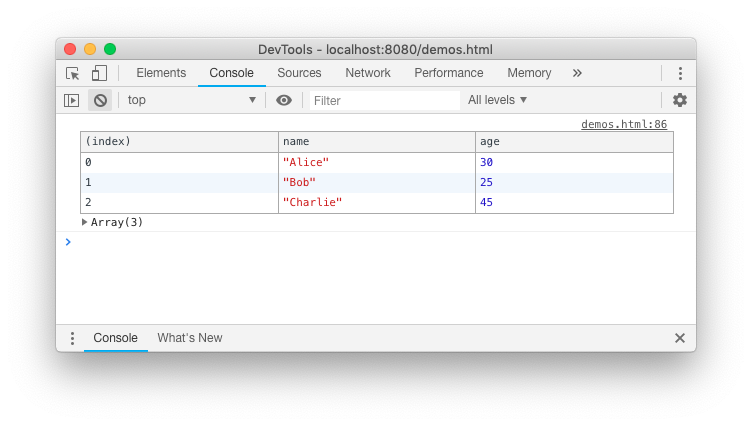 DevTools - localhost:8080/demos.html
Elements Console Sources Network Performance Memory »
top Filter All levels
demos.html:86
(index) name age
0 "Alice" 30
1 "Bob" 25
2 "Charlie" 45
Array(3)
Console What's New